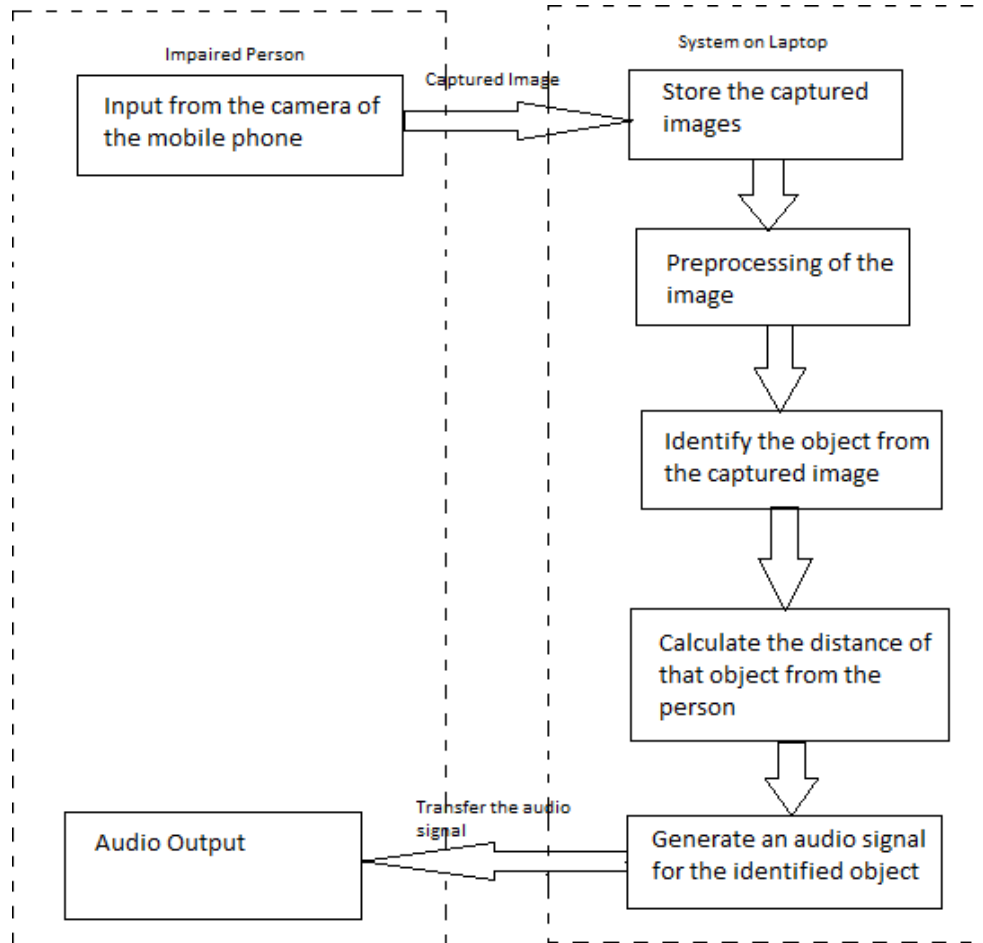 Impaired Person
System on Laptop
Input from the camera of
the mobile phone
Captured Image
Store the captured
images
Preprocessing of the
image
Identify the object from
the captured image
Calculate the distance of
that object from the
person
Generate an audio signal
for the identified object
Transfer the audio
signal
Audio Output